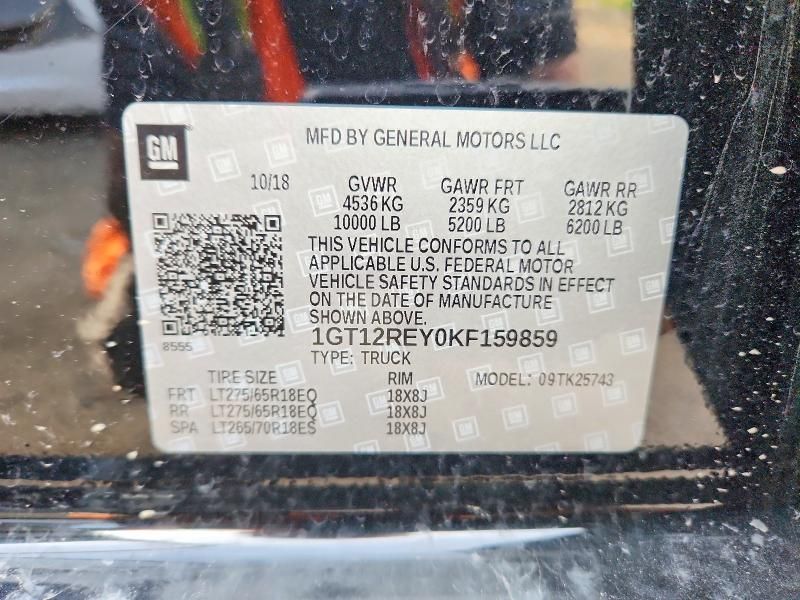 GM
MFD BY GENERAL MOTORS LLC
10/18 GVWR GAWR FRT GAWR RR
4536 KG 2359 KG 2812 KG
10000 LB 5200 LB 6200 LB
THIS VEHICLE CONFORMS TO ALL
APPLICABLE U.S. FEDERAL MOTOR
VEHICLE SAFETY STANDARDS IN EFFECT
ON THE DATE OF MANUFACTURE
SHOWN ABOVE.
1GT12REY0KF159859
8555
TYPE: TRUCK
TIRE SIZE RIM MODEL: 09TK25743
FRT LT275/65R18EQ 18X8J
RR LT275/65R18EQ 18X8J
SPA LT265/70R18ES 18X8J